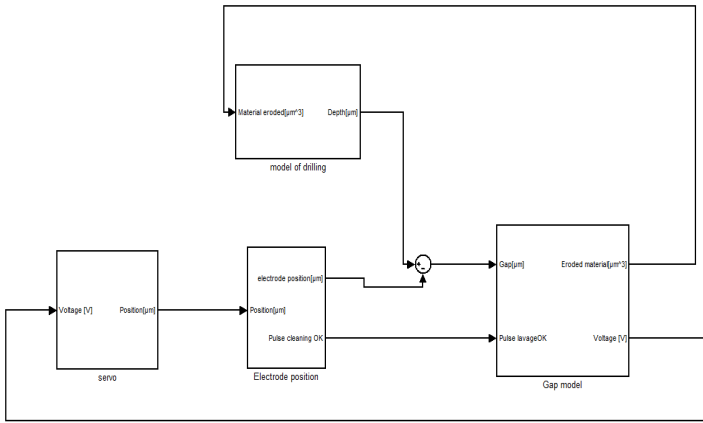 Material eroded[µm^3] Depth[µm]
model of drilling
+
-
Gap[µm] Eroded material[µm^3]
electrode position[µm]
Voltage [V] Position[µm]
Position[µm]
Pulse cleaning OK
Pulse lavageOK Voltage [V]
servo
Electrode position
Gap model